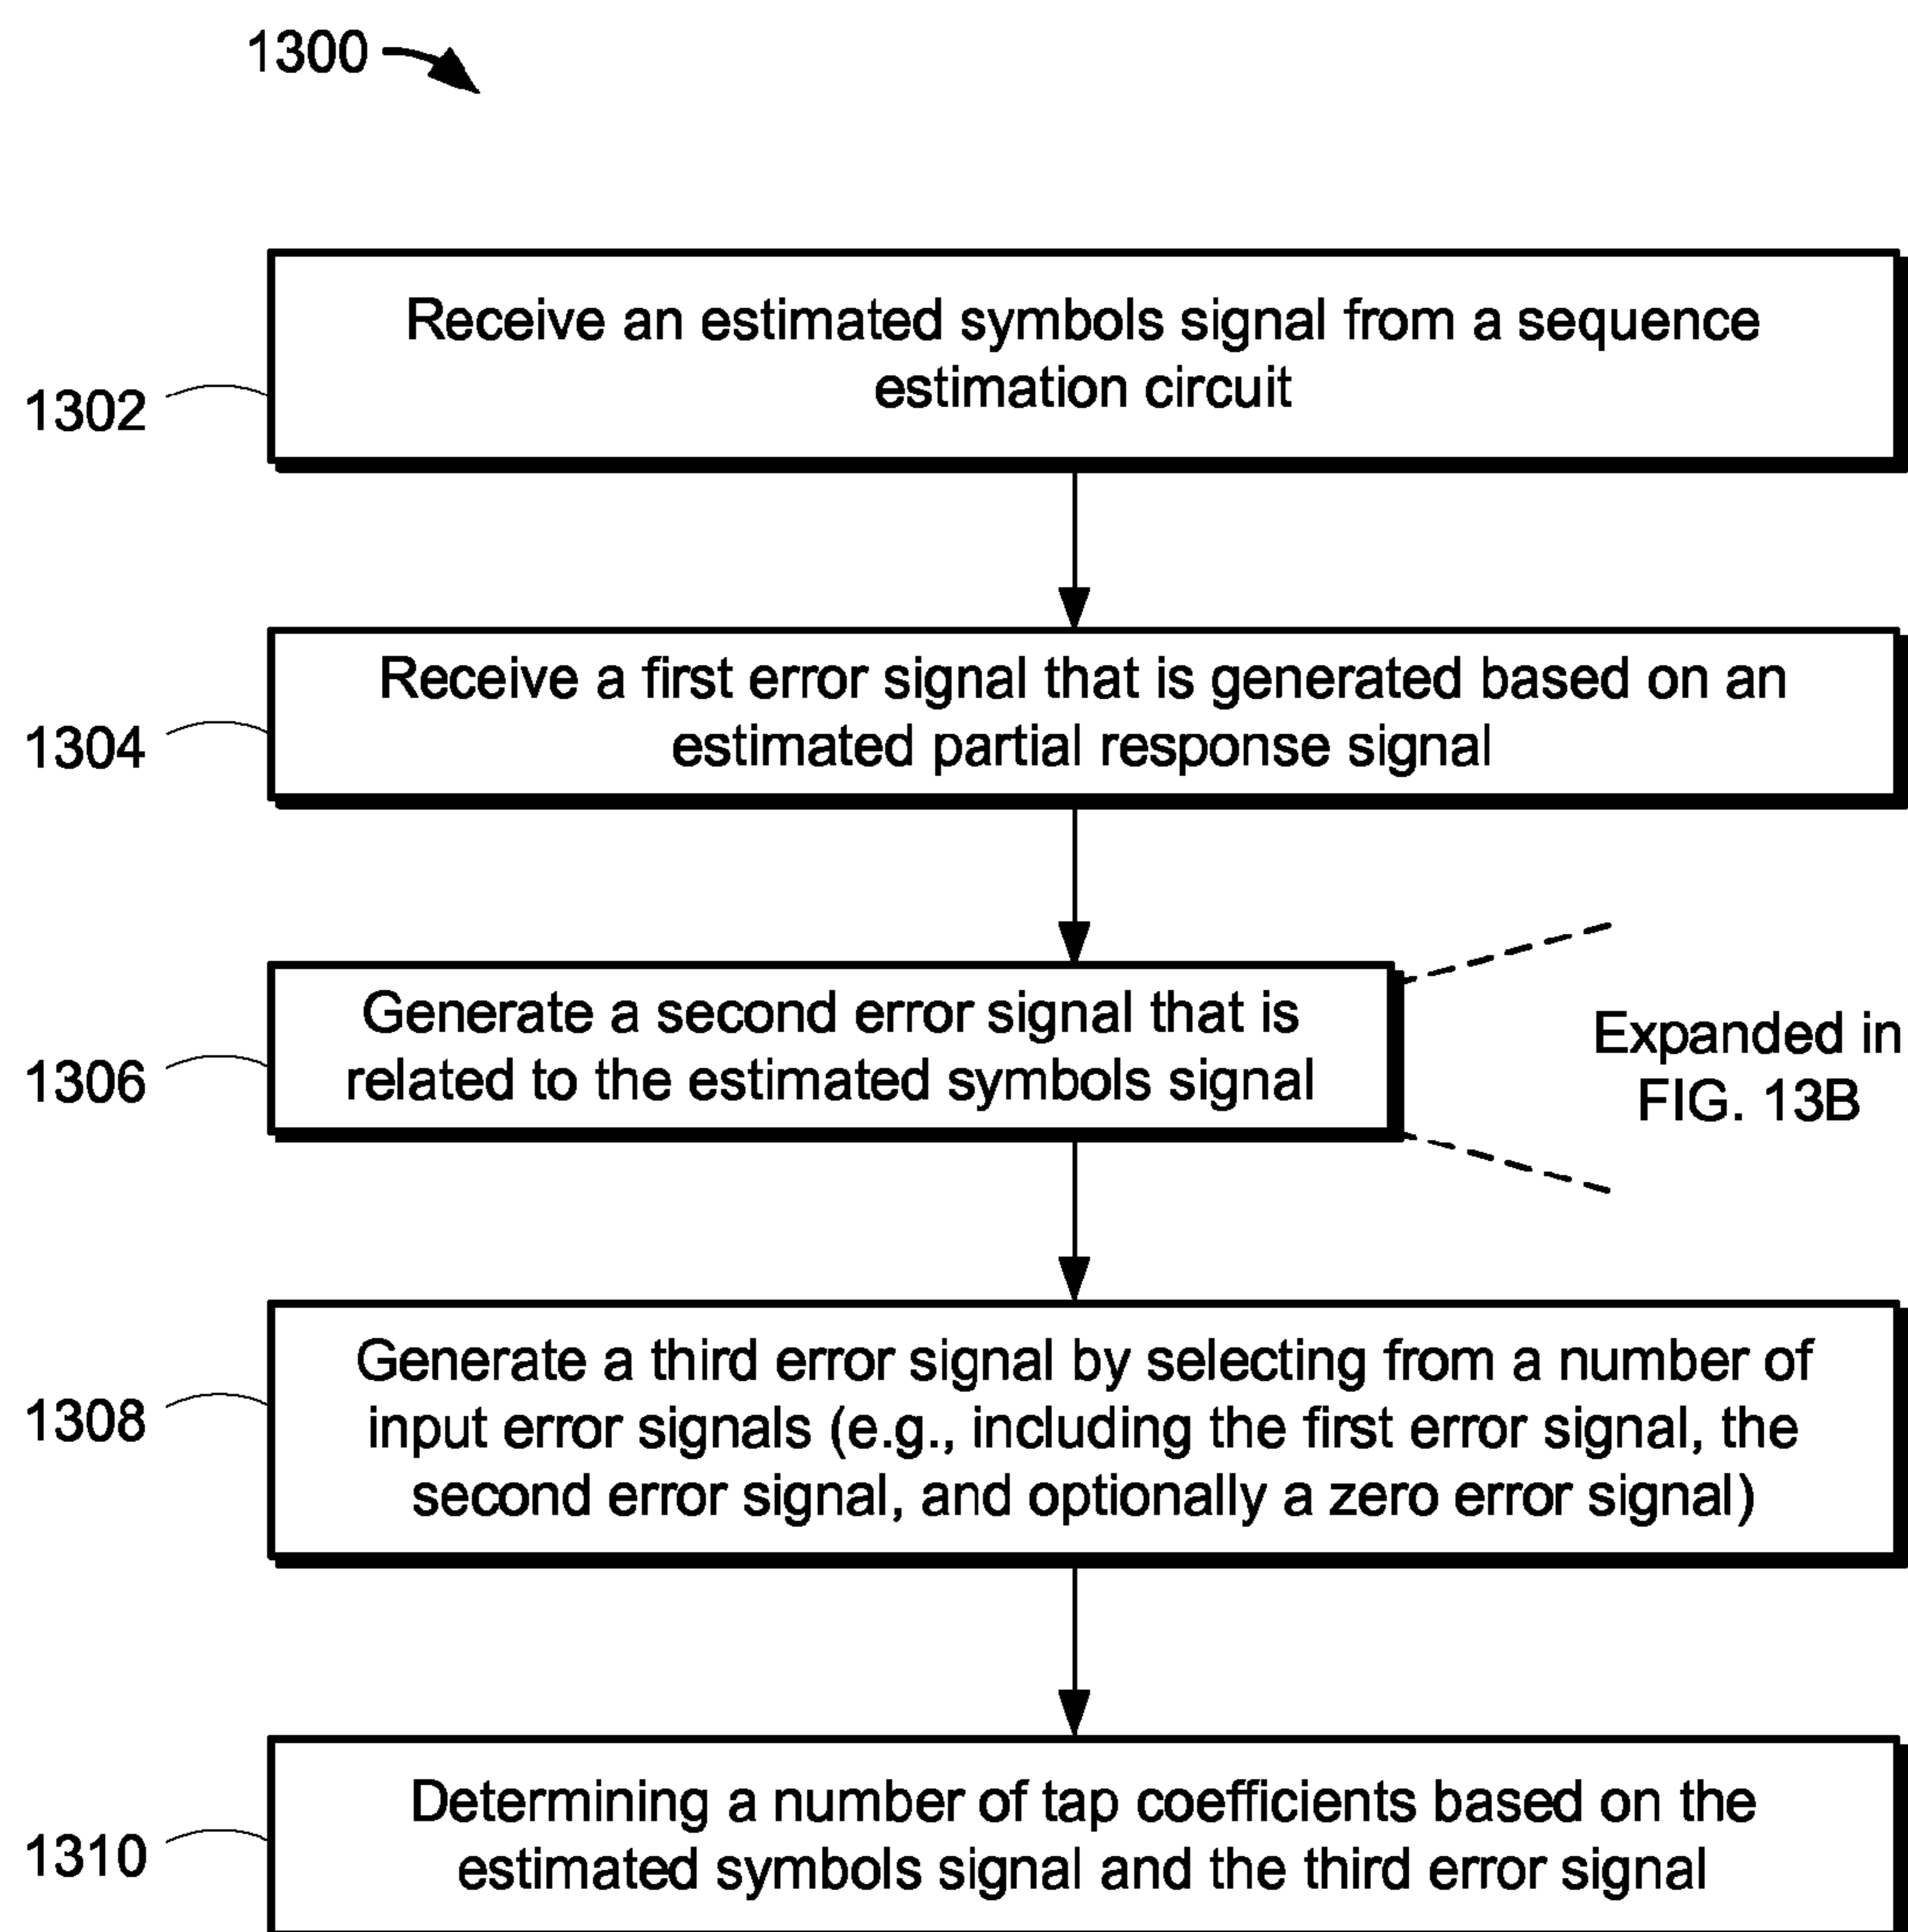 1300
Receive an estimated symbols signal from a sequence
estimation circuit
1302
Receive a first error signal that is generated based on an
estimated partial response signal
1304
Generate a second error signal that is
related to the estimated symbols signal
1306
Expanded in
FIG. 13B
Generate a third error signal by selecting from a number of
input error signals (e.g., including the first error signal, the
second error signal, and optionally a zero error signal)
1308
Determining a number of tap coefficients based on the
estimated symbols signal and the third error signal
1310